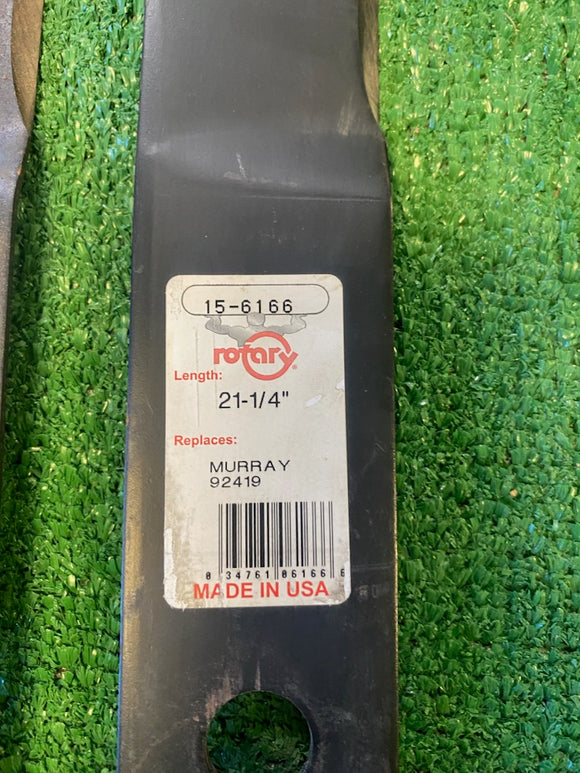 15-6166
rotary
Length:
21-1/4"
Replaces:
MURRAY
92419
0 34761 06166 6
MADE IN USA